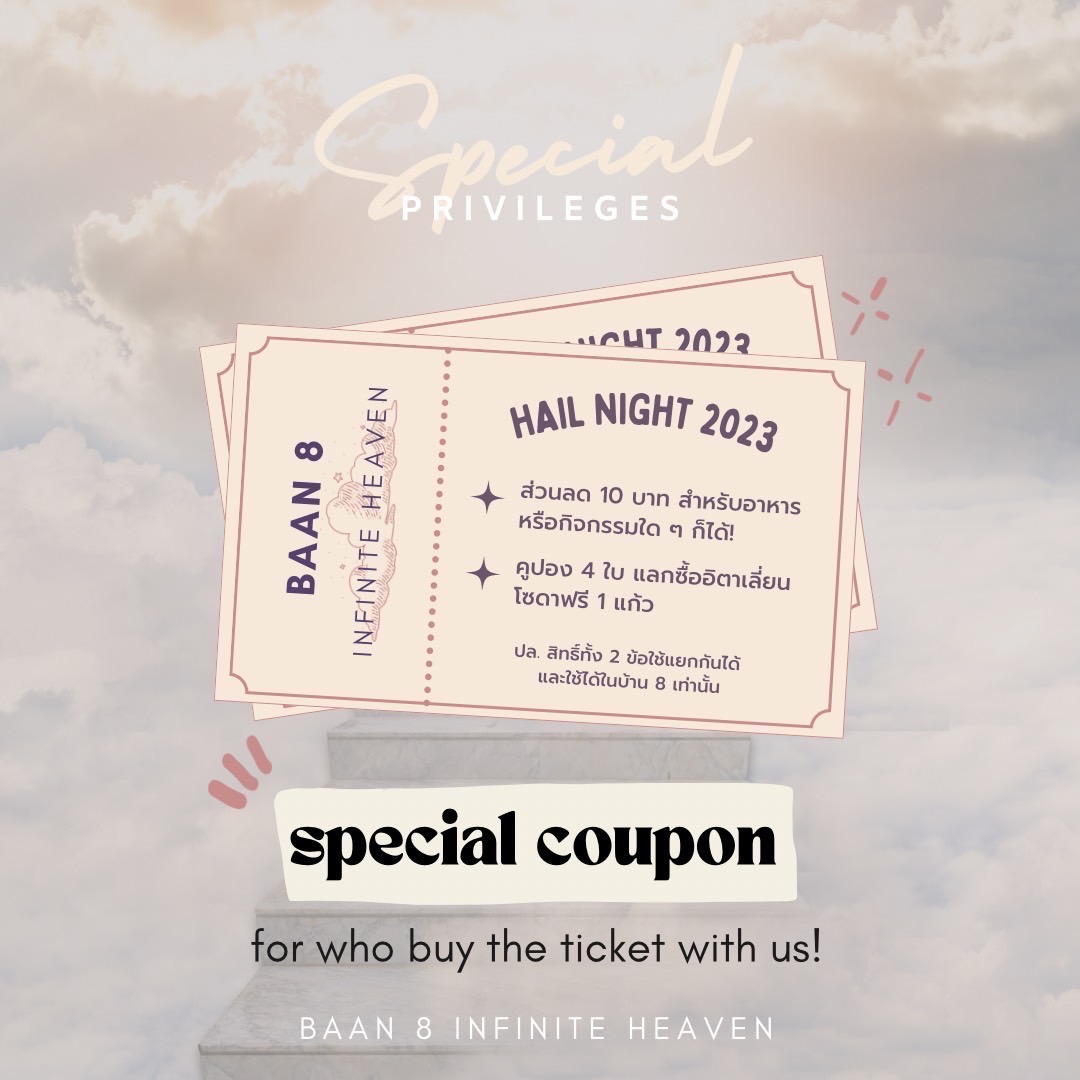 Special
PRIVILEGES
NIGHT 2023
BAAN 8
INFINITE HEAVEN
HAIL NIGHT 2023
ส่วนลด 10 บาท สำหรับอาหาร
หรือกิจกรรมใด ๆ ก็ได้!
คูปอง 4 ใบ แลกซื้ออิตาเลี่ยน
โซดาฟรี 1 แก้ว
ปล. สิทธิ์ทั้ง 2 ข้อใช้แยกกันได้
และใช้ได้ในบ้าน 8 เท่านั้น
special coupon
for who buy the ticket with us!
BAAN 8 INFINITE HEAVEN